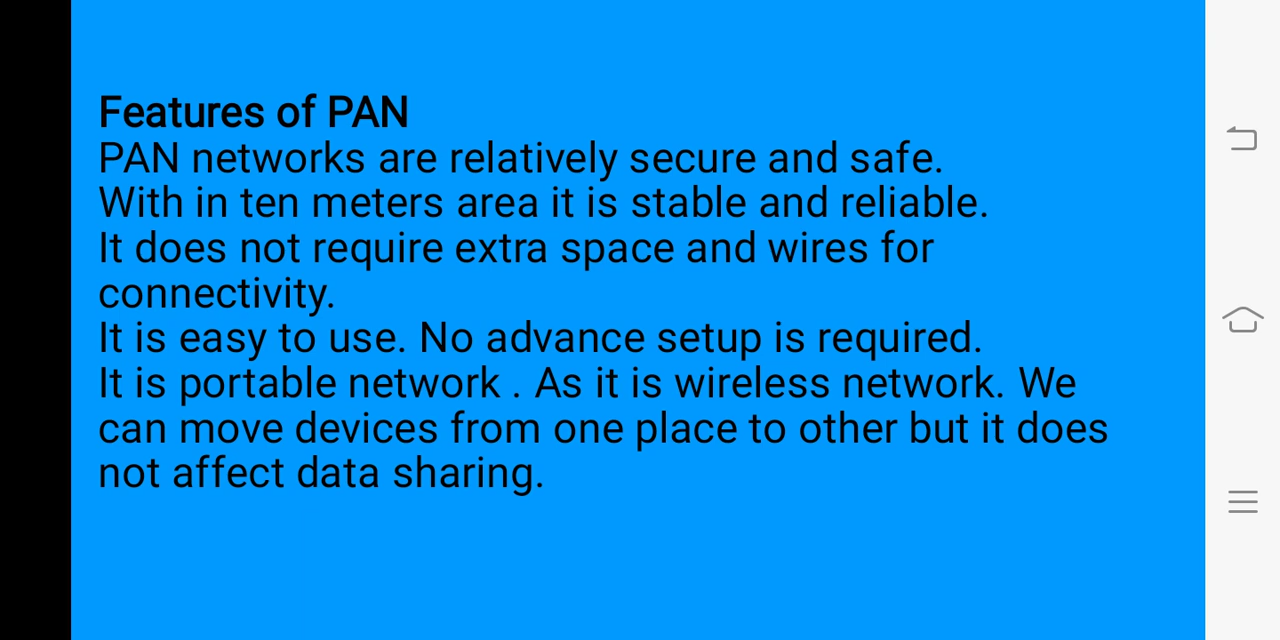 Features of PAN
PAN networks are relatively secure and safe.
With in ten meters area it is stable and reliable.
It does not require extra space and wires for
connectivity.
It is easy to use. No advance setup is required.
It is portable network . As it is wireless network. We
can move devices from one place to other but it does
not affect data sharing.